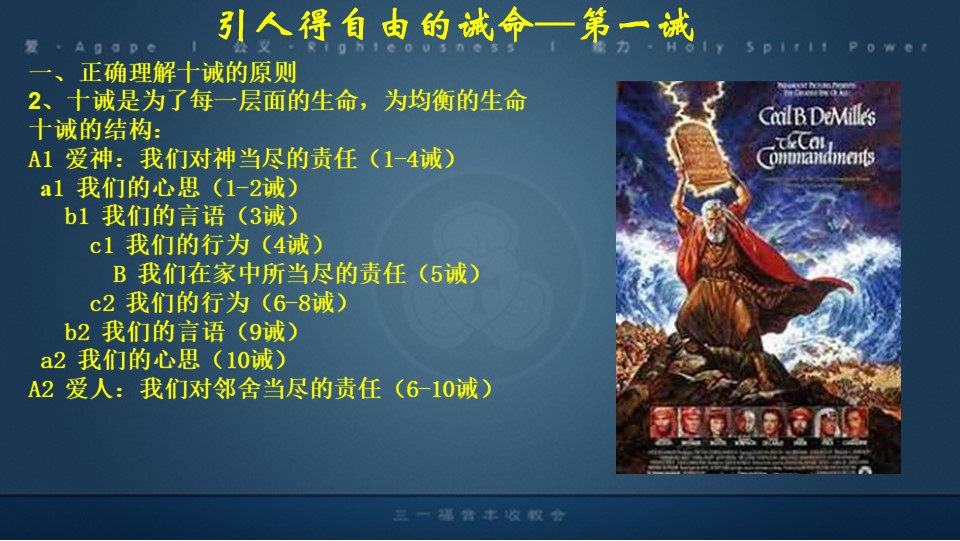 引人得自由的诫命—第一诫
爱·Agape | 公义·Righteousness | 能力·Holy Spirit Power
一、正确理解十诫的原则
2、十诫是为了每一层面的生命，为均衡的生命
十诫的结构：
A1 爱神：我们对神当尽的责任（1-4诫）
a1 我们的心思（1-2诫）
b1 我们的言语（3诫）
c1 我们的行为（4诫）
B 我们在家中所当尽的责任（5诫）
c2 我们的行为（6-8诫）
b2 我们的言语（9诫）
a2 我们的心思（10诫）
A2 爱人：我们对邻舍当尽的责任（6-10诫）
PARAMOUNT PICTURES PRESENTS
THE GREATEST EPIC OF ALL!
Cecil B. DeMille's
The Ten
Commandments
三一福音丰收教会